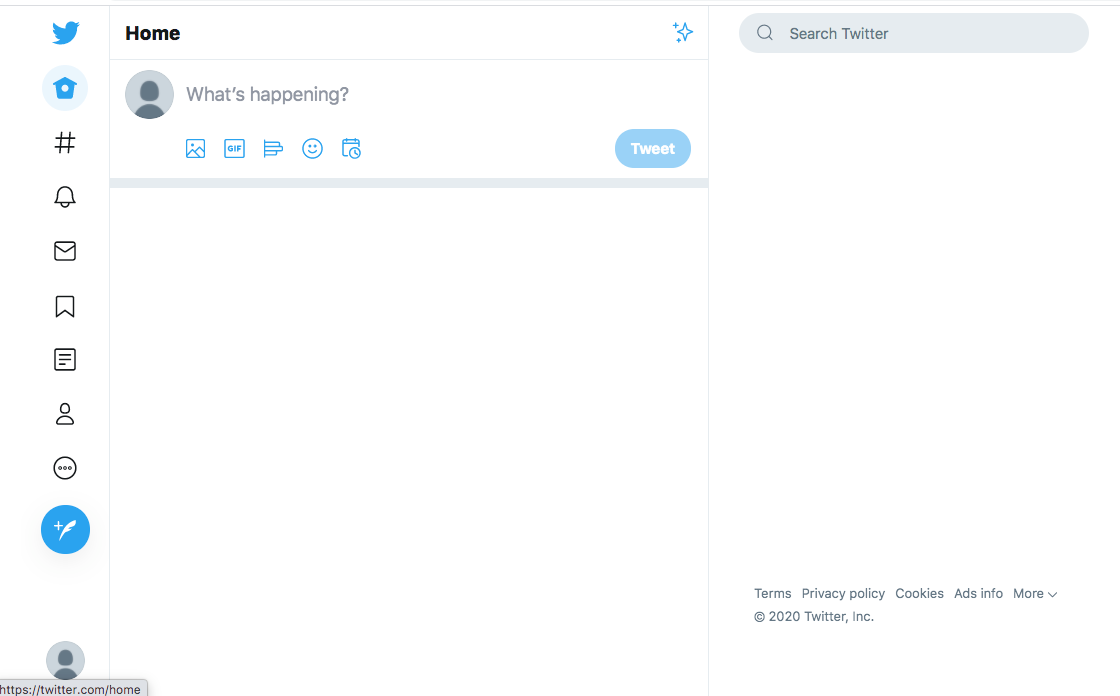 Home
Search Twitter
What's happening?
GIF
Tweet
Terms Privacy policy Cookies Ads info More
© 2020 Twitter, Inc.
https://twitter.com/home